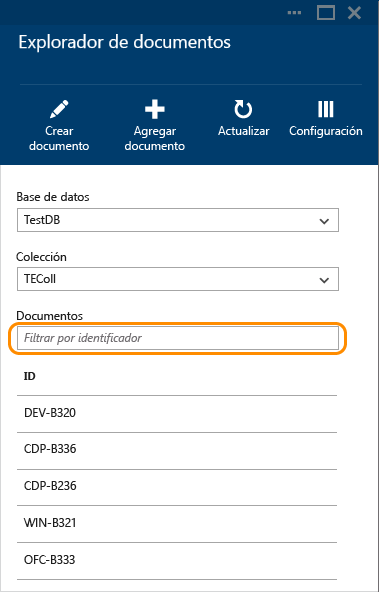 Explorador de documentos
Crear
documento
Agregar
documento
Actualizar
Configuración
Base de datos
TestDB
Colección
TEColl
Documentos
Filtrar por identificador
ID
DEV-B320
CDP-B336
CDP-B236
WIN-B321
OFC-B333